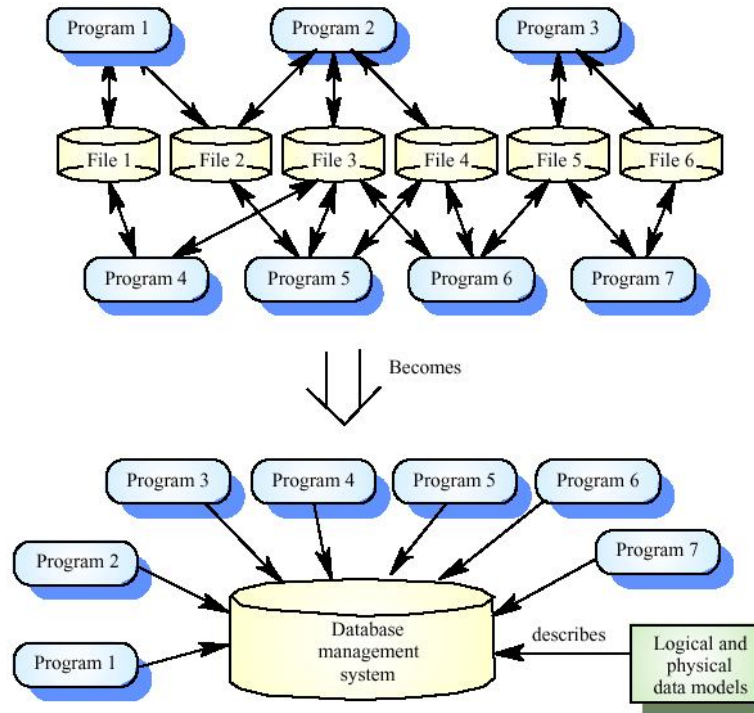 Program 1
Program 2
Program 3
File 1
File 2
File 3
File 4
File 5
File 6
Program 4
Program 5
Program 6
Program 7
Becomes
Program 3
Program 4
Program 5
Program 6
Program 2
Program 7
Database
management
system
describes
Logical and
physical
data models
Program 1